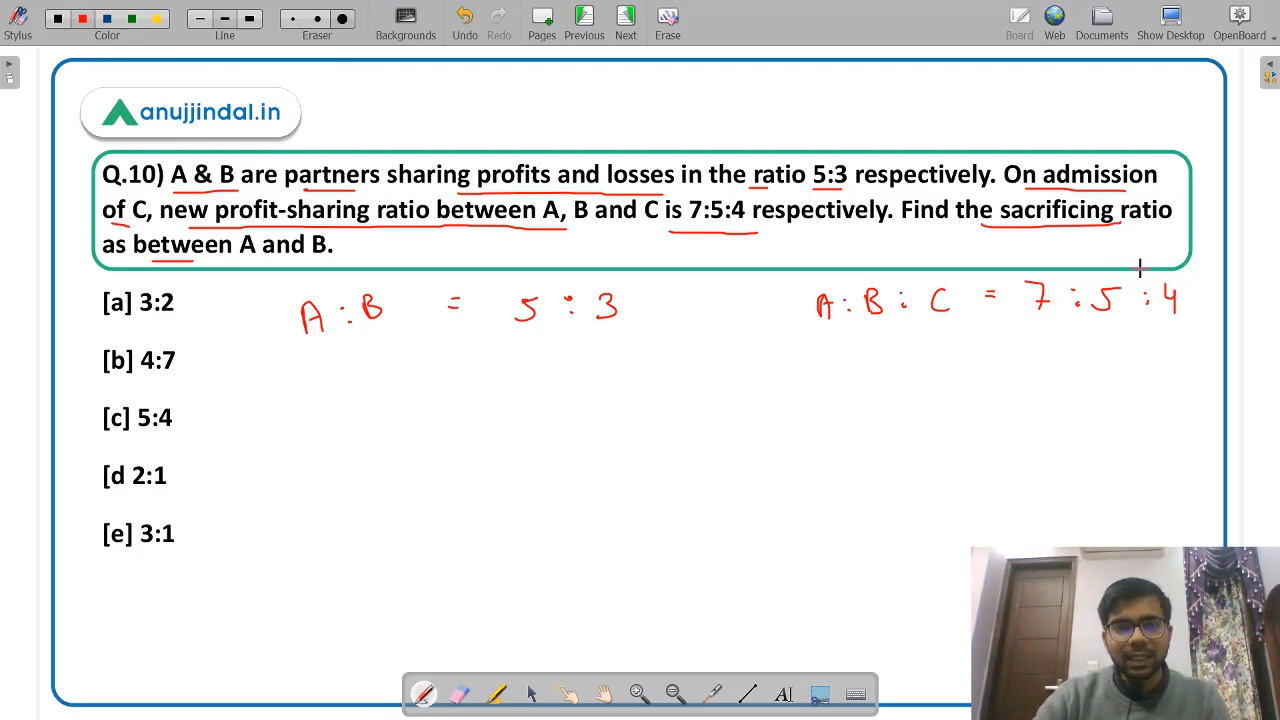 Stylus Color Line Eraser Backgrounds Undo Redo Pages Previous Next Erase Board Web Documents Show Desktop OpenBoard
anujjindal.in
Q.10) A & B are partners sharing profits and losses in the ratio 5:3 respectively. On admission
of C, new profit-sharing ratio between A, B and C is 7:5:4 respectively. Find the sacrificing ratio
as between A and B.
[a] 3:2
A : B = 5 : 3
A : B : C = 7 : 5 : 4
[b] 4:7
[c] 5:4
[d 2:1
[e] 3:1